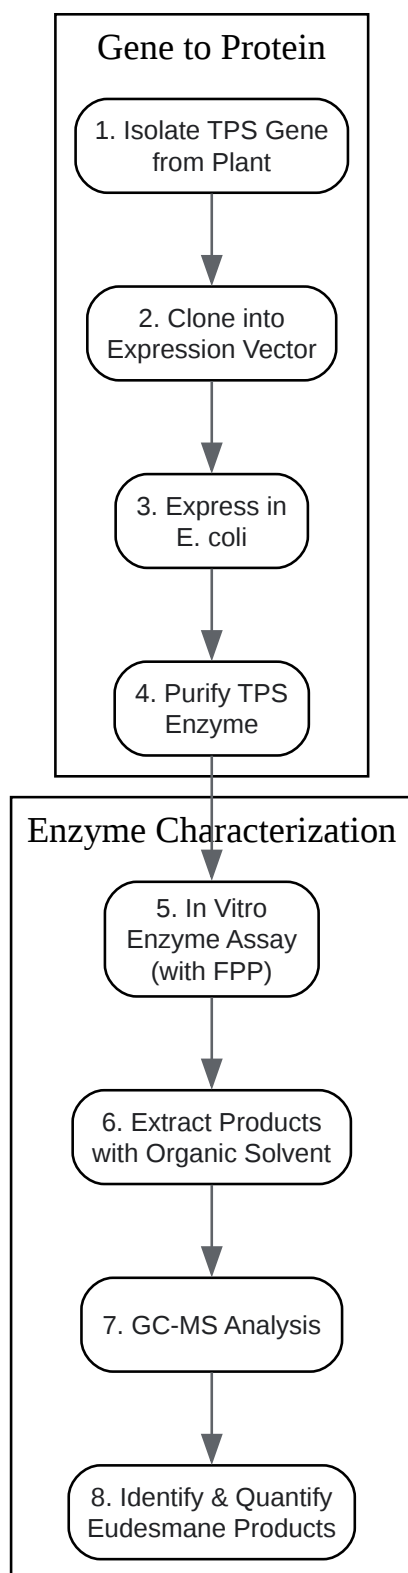 Gene to Protein
1. Isolate TPS Gene
from Plant
2. Clone into
Expression Vector
3. Express in
E. coli
4. Purify TPS
Enzyme
Enzyme Characterization
5. In Vitro
Enzyme Assay
(with FPP)
6. Extract Products
with Organic Solvent
7. GC-MS Analysis
8. Identify & Quantify
Eudesmane Products